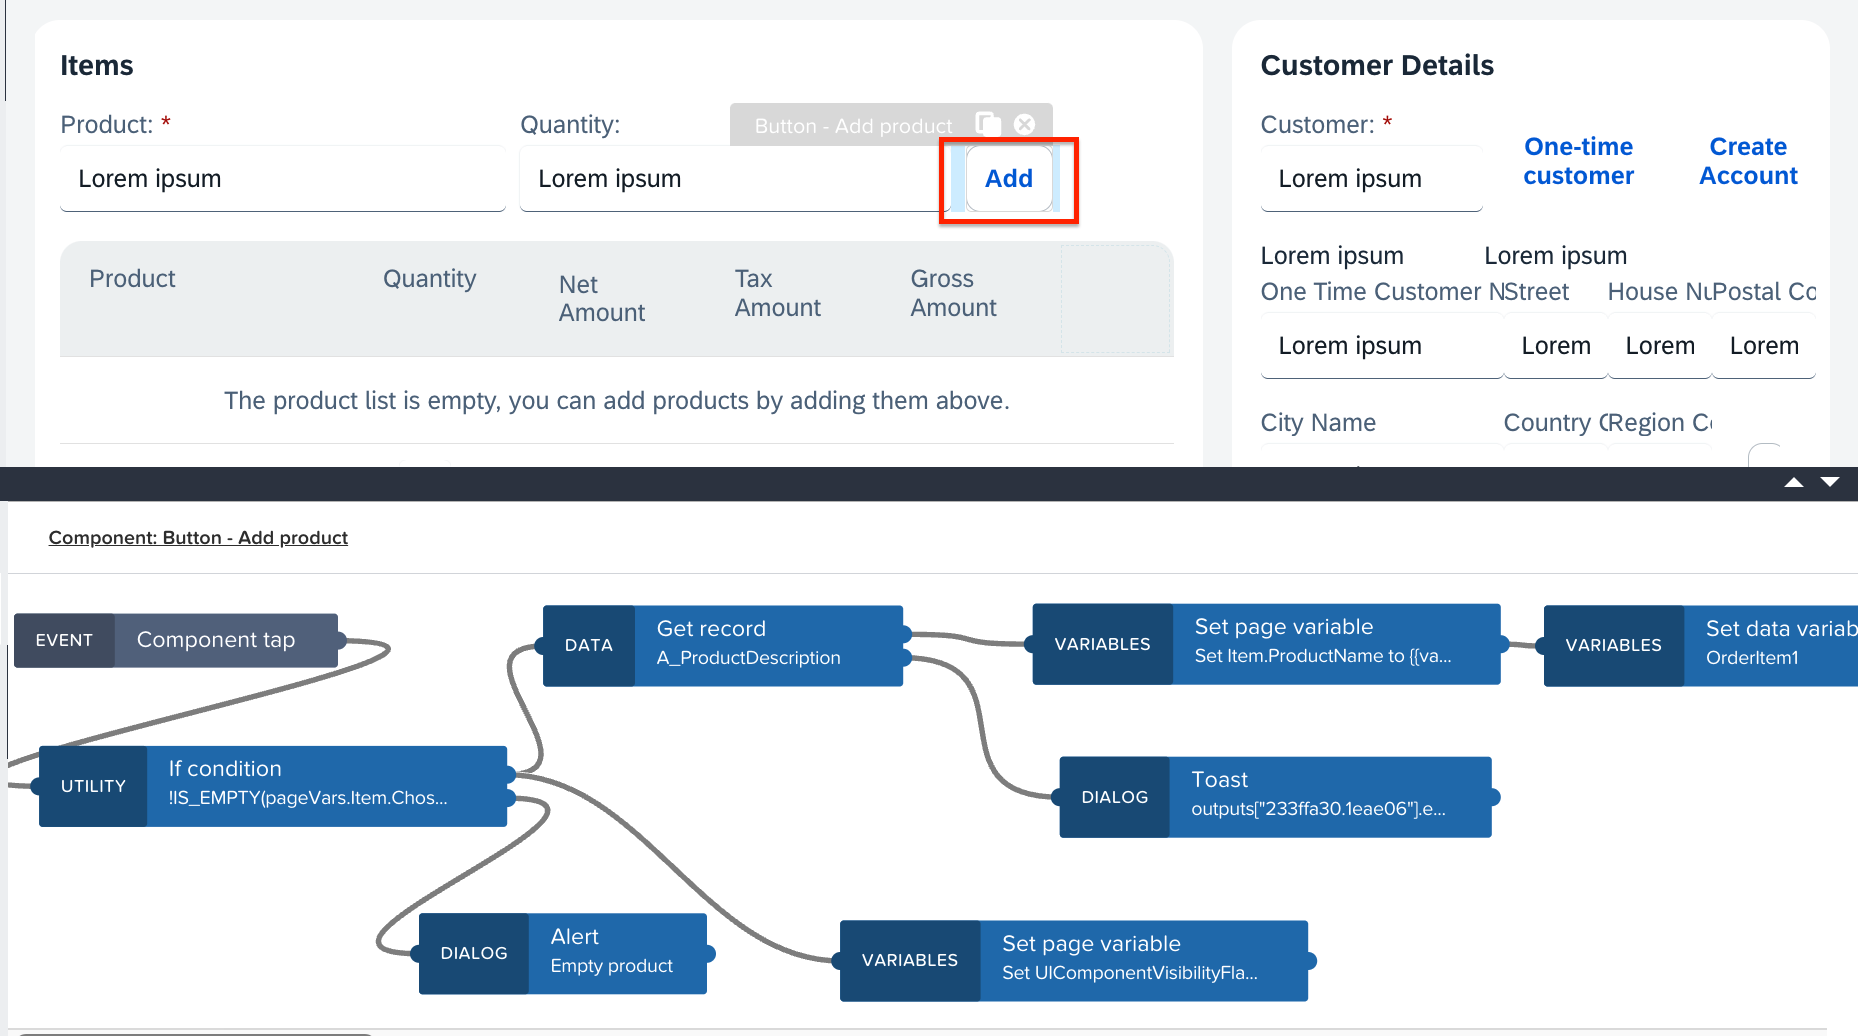 Items
Product: *
Quantity:
Button - Add product
Lorem ipsum
Lorem ipsum
Add
Product
Quantity
Net
Amount
Tax
Amount
Gross
Amount
The product list is empty, you can add products by adding them above.
Customer Details
Customer: *
Lorem ipsum
One-time
customer
Create
Account
Lorem ipsum
Lorem ipsum
One Time Customer N
Street
House Nu
Postal Co
Lorem ipsum
Lorem
Lorem
Lorem
City Name
Country C
Region Co
Component: Button - Add product
EVENT
Component tap
UTILITY
If condition
!IS_EMPTY(pageVars.Item.Chos...
DATA
Get record
A_ProductDescription
VARIABLES
Set page variable
Set Item.ProductName to {{va...
VARIABLES
Set data variab
OrderItem1
DIALOG
Toast
outputs["233ffa30.1eae06"].e...
DIALOG
Alert
Empty product
VARIABLES
Set page variable
Set UIComponentVisibilityFla...